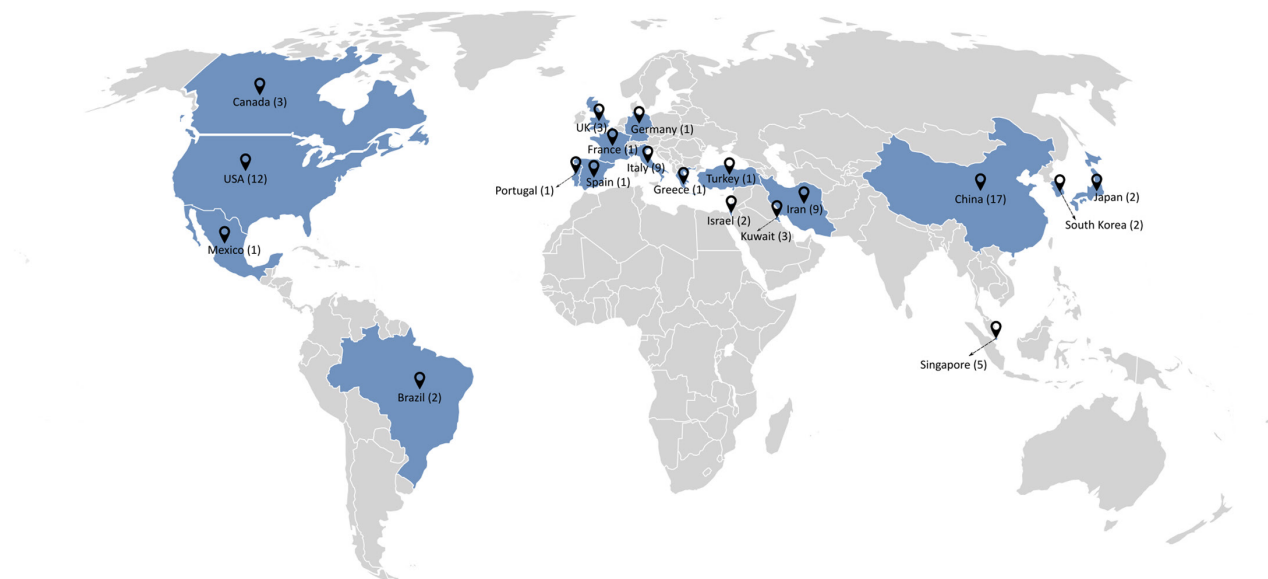 Canada (3)
UK (3)
Germany (1)
France (1)
Italy (9)
USA (12)
Turkey (1)
Portugal (1)
Spain (1)
Greece (1)
Iran (9)
China (17)
Japan (2)
Israel (2)
South Korea (2)
Kuwait (3)
Mexico (1)
Singapore (5)
Brazil (2)